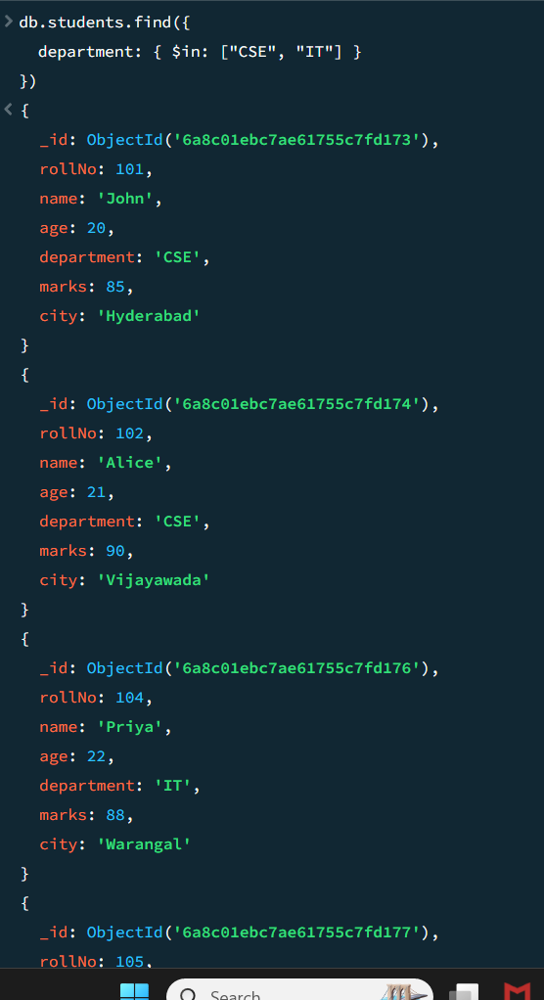 > db.students.find({
department: { $in: ["CSE", "IT"] }
})
< {
_id: ObjectId('6a8c01ebc7ae61755c7fd173'),
rollNo: 101,
name: 'John',
age: 20,
department: 'CSE',
marks: 85,
city: 'Hyderabad'
}
{
_id: ObjectId('6a8c01ebc7ae61755c7fd174'),
rollNo: 102,
name: 'Alice',
age: 21,
department: 'CSE',
marks: 90,
city: 'Vijayawada'
}
{
_id: ObjectId('6a8c01ebc7ae61755c7fd176'),
rollNo: 104,
name: 'Priya',
age: 22,
department: 'IT',
marks: 88,
city: 'Warangal'
}
{
_id: ObjectId('6a8c01ebc7ae61755c7fd177'),
rollNo: 105,
Search